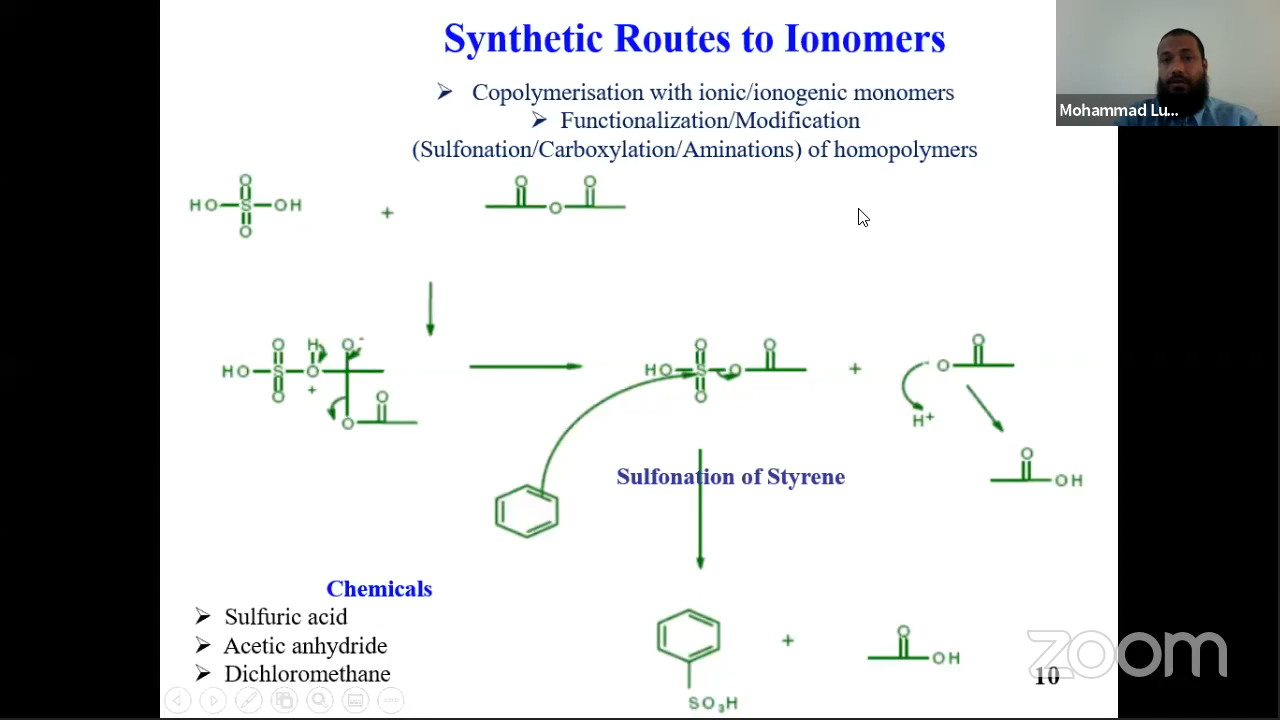 Synthetic Routes to Ionomers
➢ Copolymerisation with ionic/ionogenic monomers
➢ Functionalization/Modification
(Sulfonation/Carboxylation/Aminations) of homopolymers
Mohammad Lu...
O
HO S OH
O
+
O O
O
O H O -
HO S O
O +
O
O
O O
HO S O
O
+
O
- O
H+
O
OH
Sulfonation of Styrene
Chemicals
➢ Sulfuric acid
➢ Acetic anhydride
➢ Dichloromethane
SO3H
+
O
OH
zoom
10